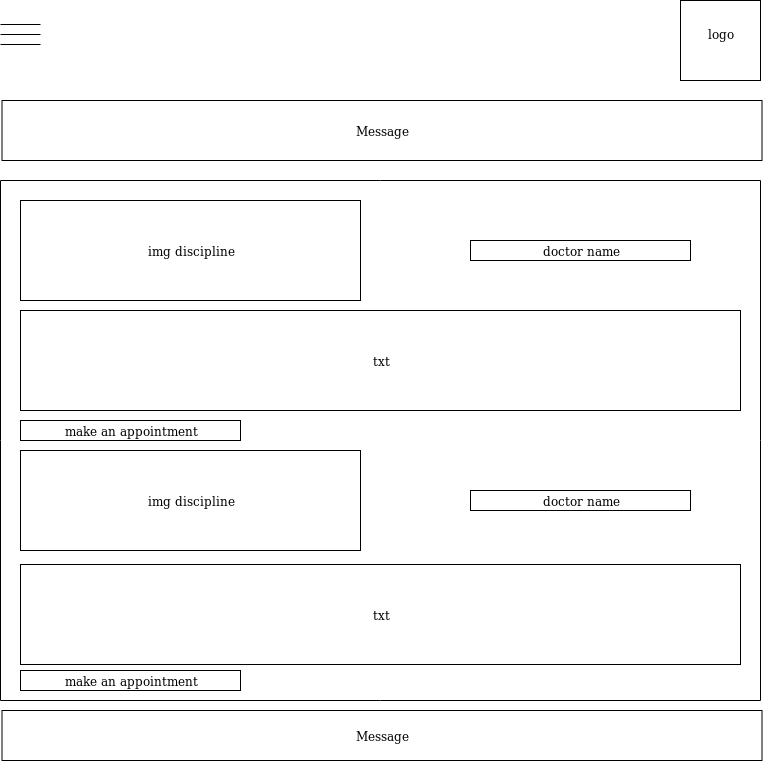 logo
Message
img discipline
doctor name
txt
make an appointment
img discipline
doctor name
txt
make an appointment
Message